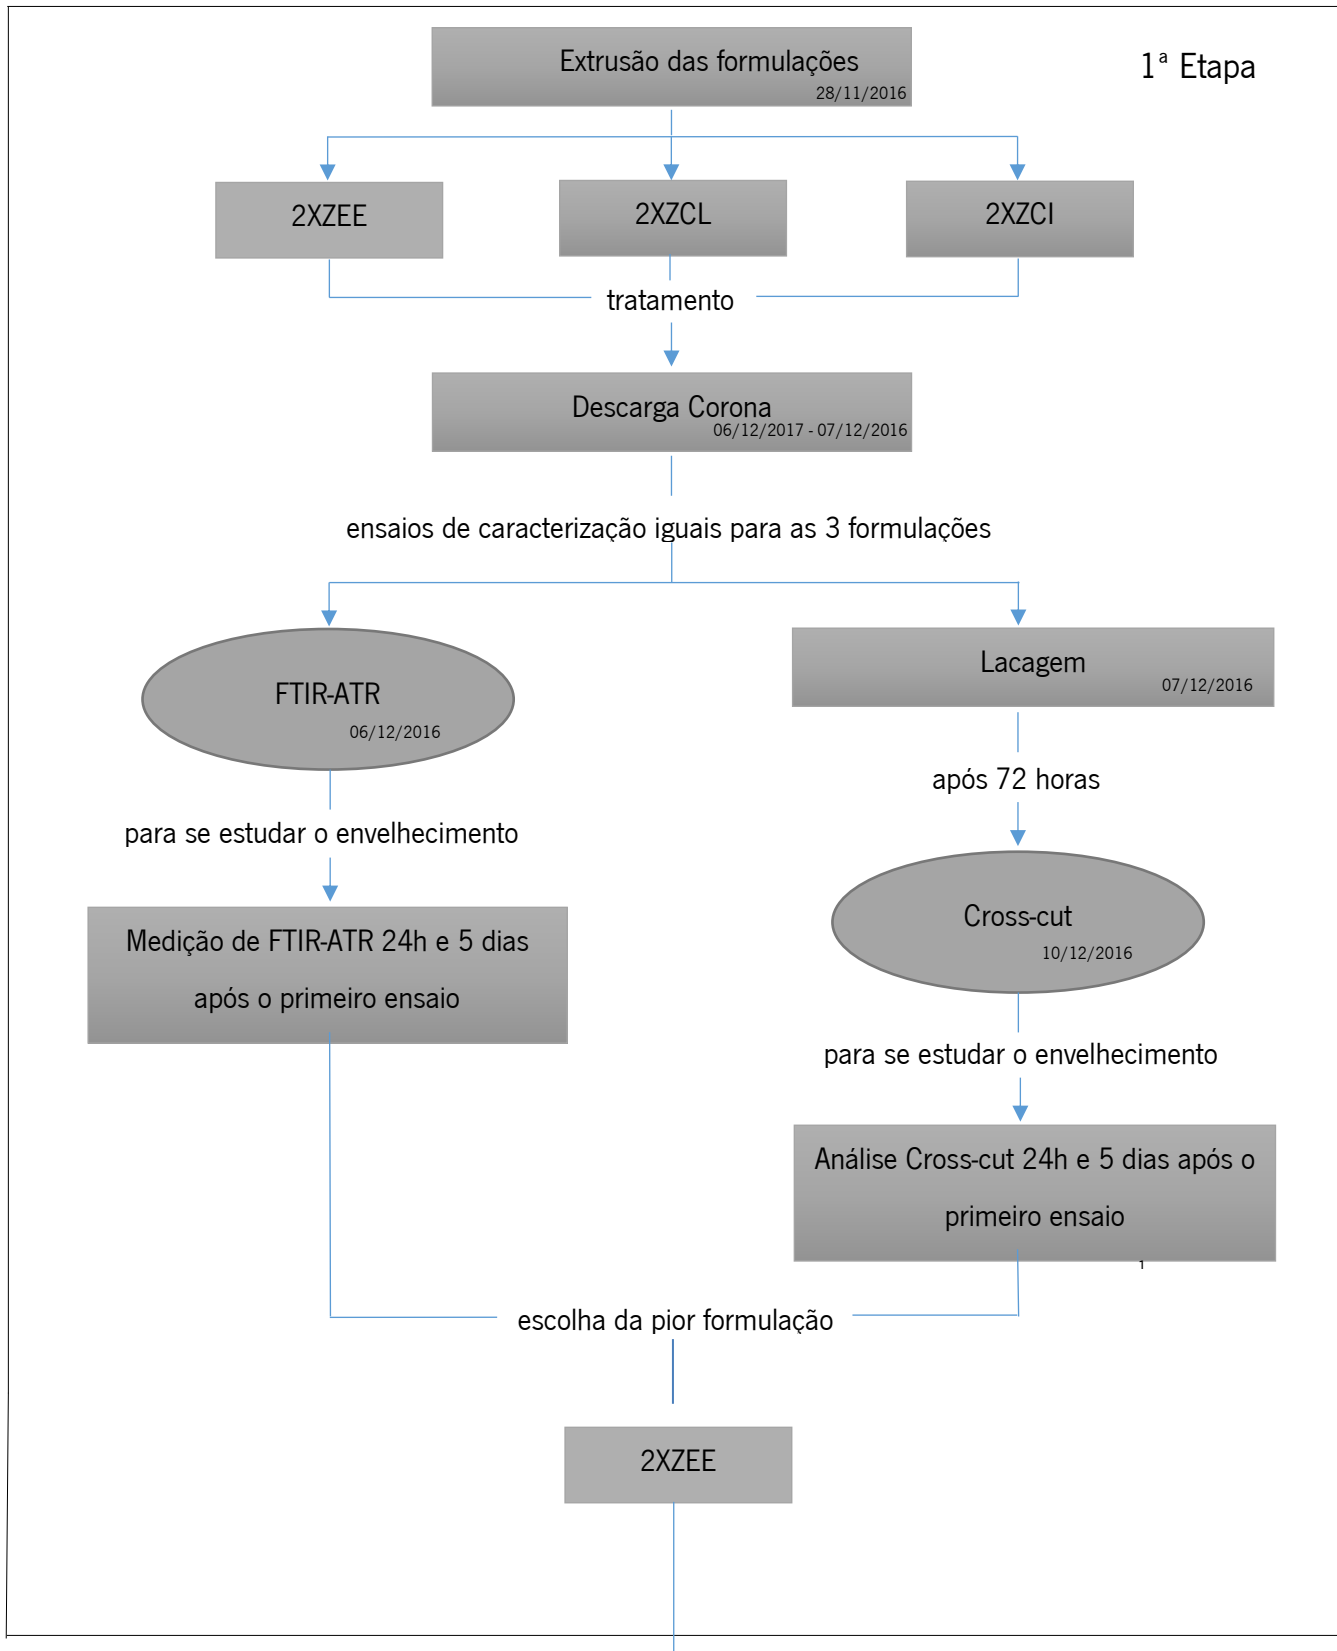 1ª Etapa
Extrusão das formulações
28/11/2016
2XZEE
2XZCL
2XZCI
tratamento
Descarga Corona
06/12/2017 - 07/12/2016
ensaios de caracterização iguais para as 3 formulações
FTIR-ATR
06/12/2016
Lacagem
07/12/2016
para se estudar o envelhecimento
após 72 horas
Medição de FTIR-ATR 24h e 5 dias
após o primeiro ensaio
Cross-cut
10/12/2016
para se estudar o envelhecimento
Análise Cross-cut 24h e 5 dias após o
primeiro ensaio
1
escolha da pior formulação
2XZEE